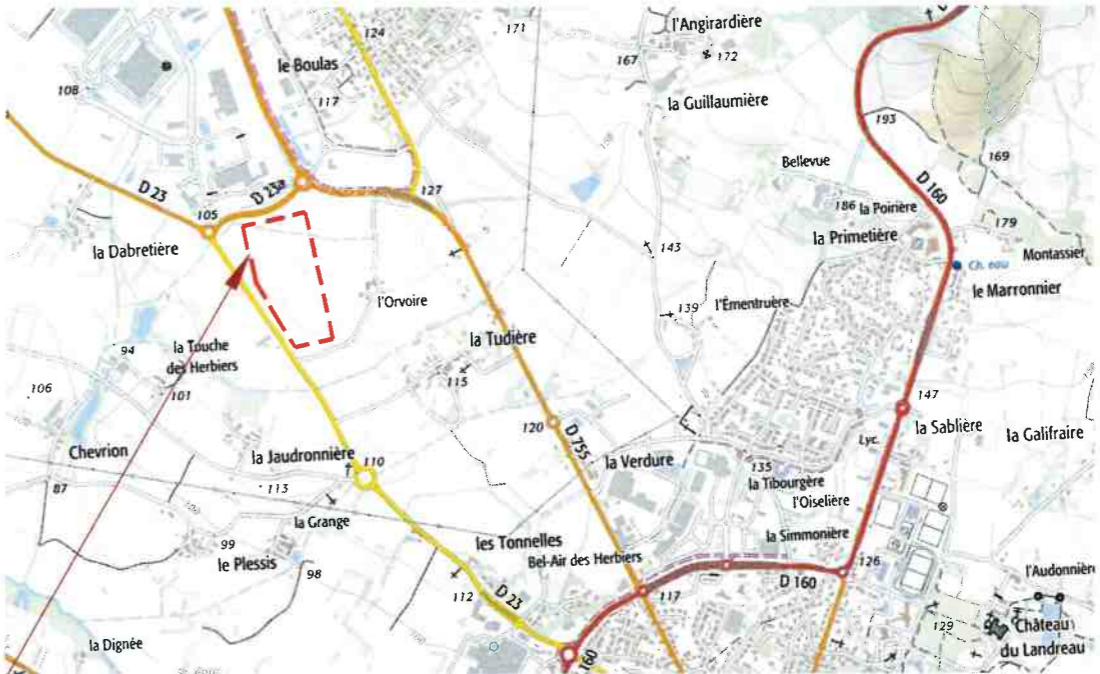 124
171
l'Angirardière
167
172
le Boulas
108
117
la Guillaumière
193
169
Bellevue
D 160
D 23
D 23a
127
105
186
la Poirière
179
la Primetière
la Dabretière
143
Montassier
Ch. eau
le Marronnier
l'Orvoire
l'Émentruère
139
la Tudière
94
la Touche
des Herbiers
115
106
101
147
120
D 755
la Sablière
la Galifraire
Lyc.
Chevrion
la Jaudronnière
110
la Verdure
135
la Tibourgère
87
113
l'Oiselière
la Grange
la Simmonière
les Tonnelles
99
Bel-Air des Herbiers
126
le Plessis
98
D 160
l'Audonnièr
112
D 23
117
129
Château
du Landreau
la Dignée
160